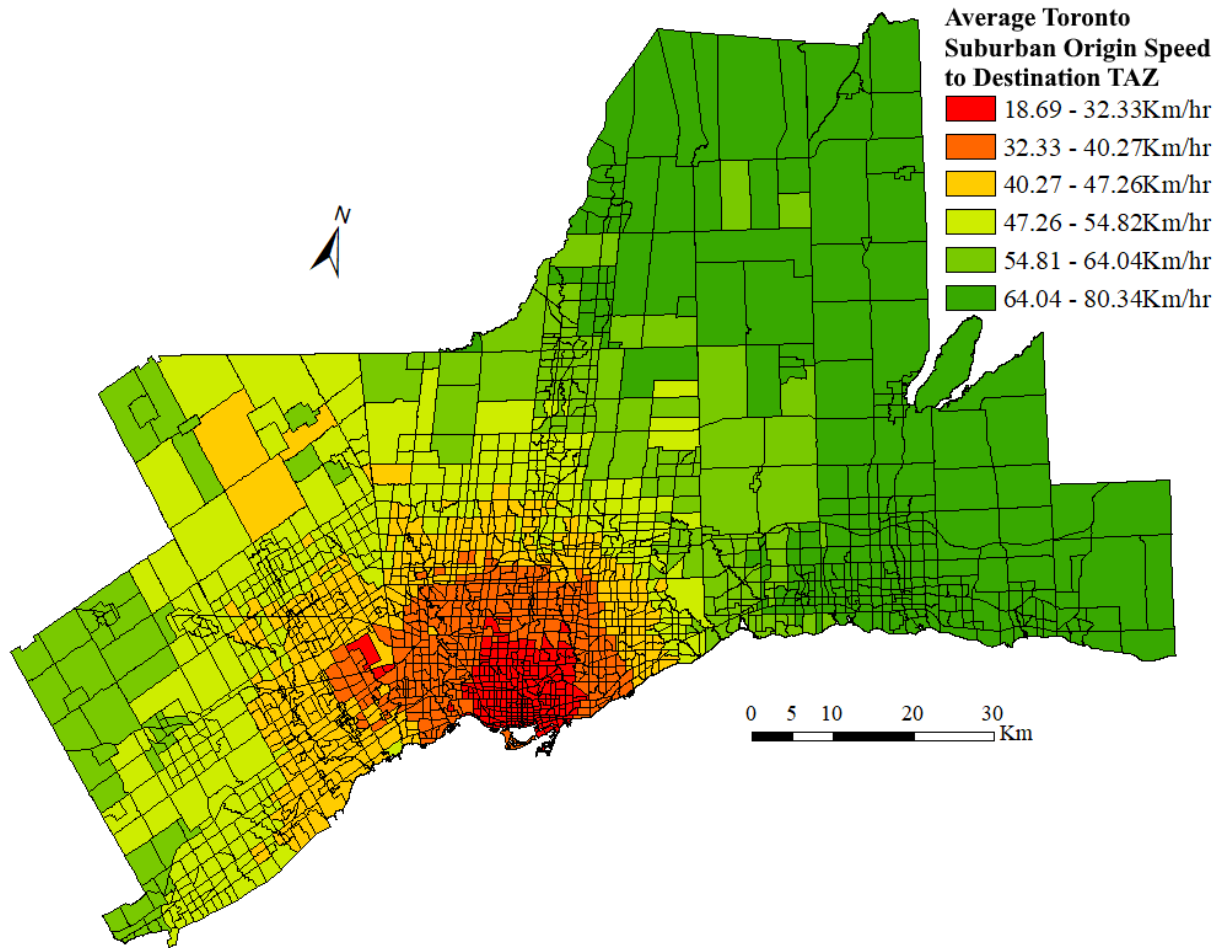 Average Toronto
Suburban Origin Speed
to Destination TAZ
18.69 - 32.33Km/hr
32.33 - 40.27Km/hr
40.27 - 47.26Km/hr
47.26 - 54.82Km/hr
54.81 - 64.04Km/hr
64.04 - 80.34Km/hr
N
0 5 10 20 30
Km